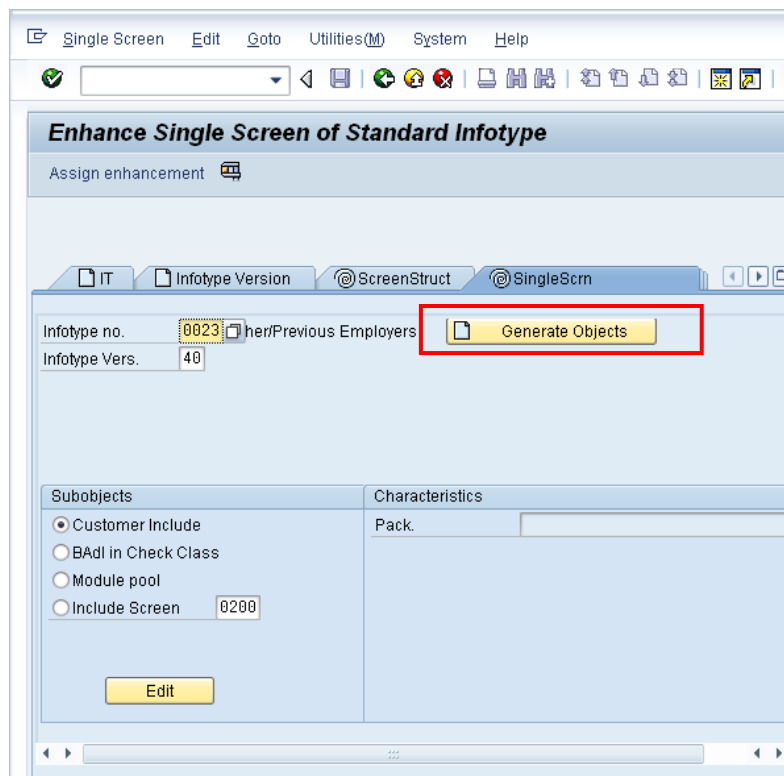 Single Screen Edit Goto Utilities(M) System Help
Enhance Single Screen of Standard Infotype
Assign enhancement
IT Infotype Version ScreenStruct SingleScrn
Infotype no. 0023 her/Previous Employers Generate Objects
Infotype Vers. 40
Subobjects Characteristics
Customer Include Pack.
BAdI in Check Class
Module pool
Include Screen 0200
Edit